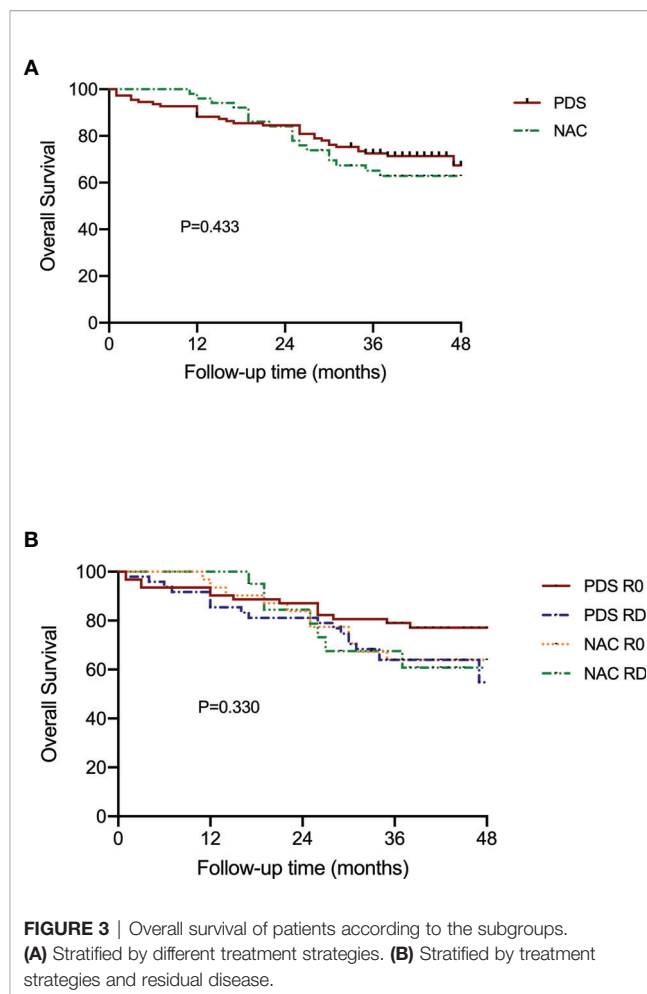 A
100
80
60
40
20
0
Overall Survival
P=0.433
0 12 24 36 48
Follow-up time (months)
PDS
NAC
B
100
80
60
40
20
0
Overall Survival
P=0.330
0 12 24 36 48
Follow-up time (months)
PDS R0
PDS RD
NAC R0
NAC RD
FIGURE 3 | Overall survival of patients according to the subgroups.
(A) Stratified by different treatment strategies. (B) Stratified by treatment
strategies and residual disease.